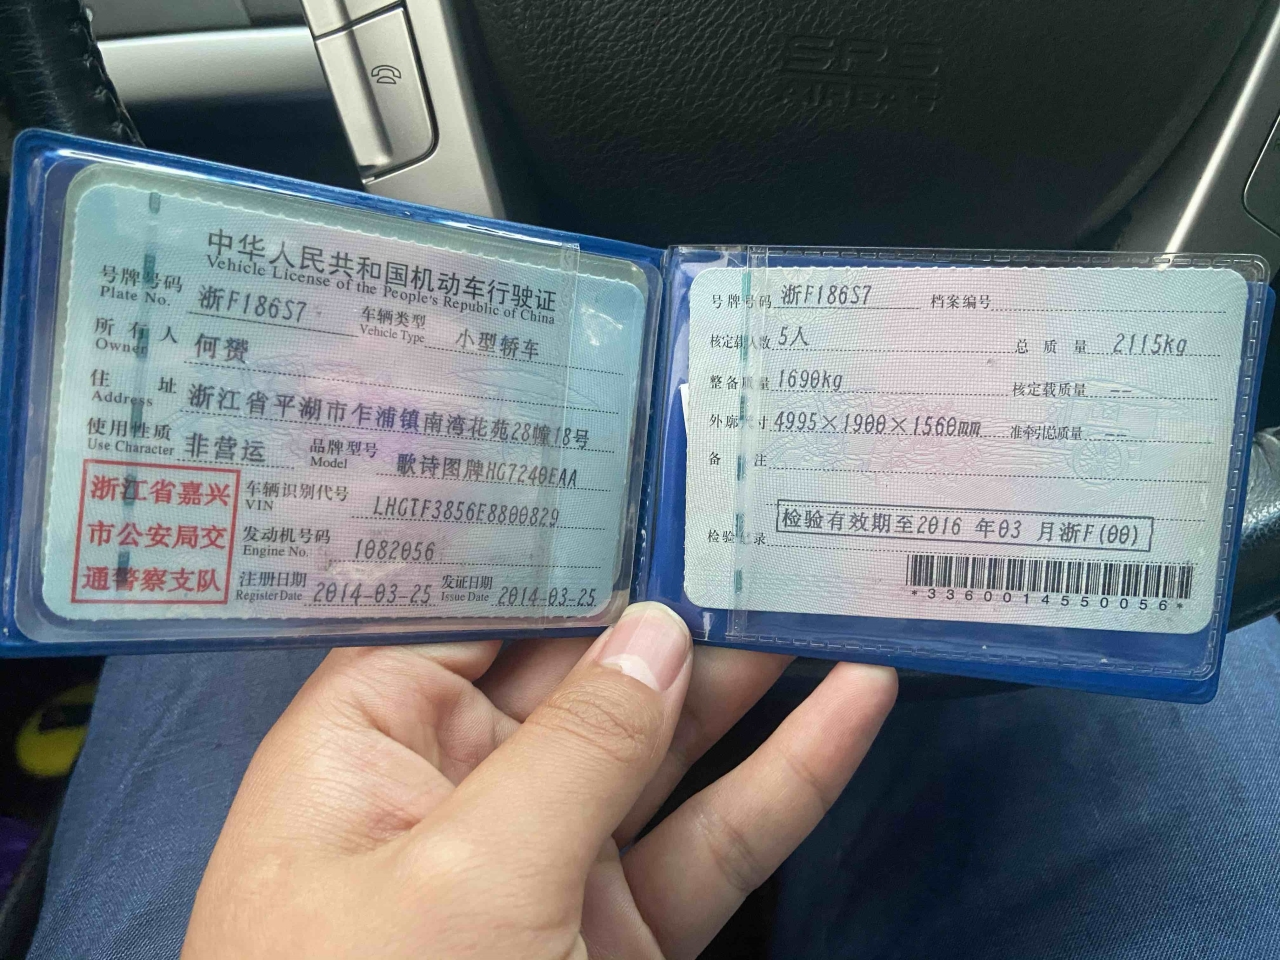 中华人民共和国机动车行驶证
Vehicle License of the People's Republic of China
号牌号码 浙F186S7 车辆类型 小型轿车
Plate No. Vehicle Type
所有人 何赞
Owner
住址 浙江省平湖市乍浦镇南湾花苑28幢18号
Address
使用性质 非营运 品牌型号 歌诗图牌HG7240EAA
Use Character Model
浙江省嘉兴
市公安局交
通警察支队
车辆识别代号 LHGTF3856E8800829
VIN
发动机号码 1082056
Engine No.
注册日期 2014-03-25 发证日期 2014-03-25
Register Date Issue Date
号牌号码 浙F186S7 档案编号
核定载人数 5人 总质量 2115kg
整备质量 1690kg 核定载质量 --
外廓尺寸 4995×1900×1560mm 准牵引总质量 --
备注
检验记录 检验有效期至2016年03月浙F(00)
*3360014550056*
SRS
AIRBAG